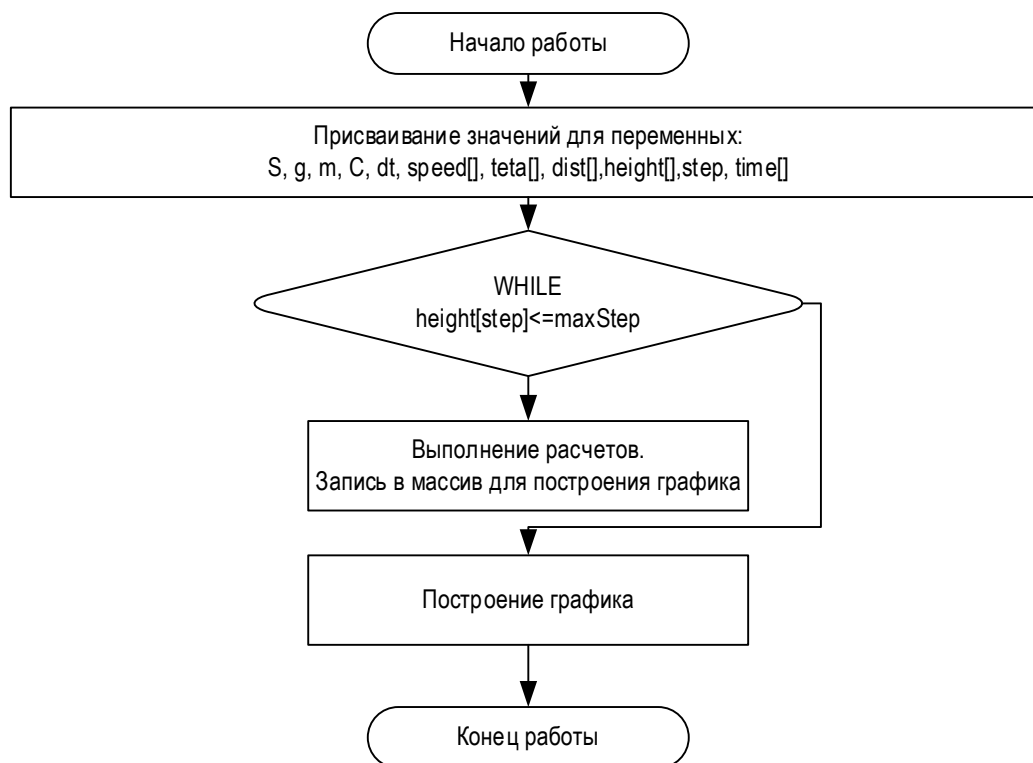 Начало работы
Присваивание значений для переменных:
S, g, m, C, dt, speed[], teta[], dist[],height[],step, time[]
WHILE
height[step]<=maxStep
Выполнение расчетов.
Запись в массив для построения графика
Построение графика
Конец работы